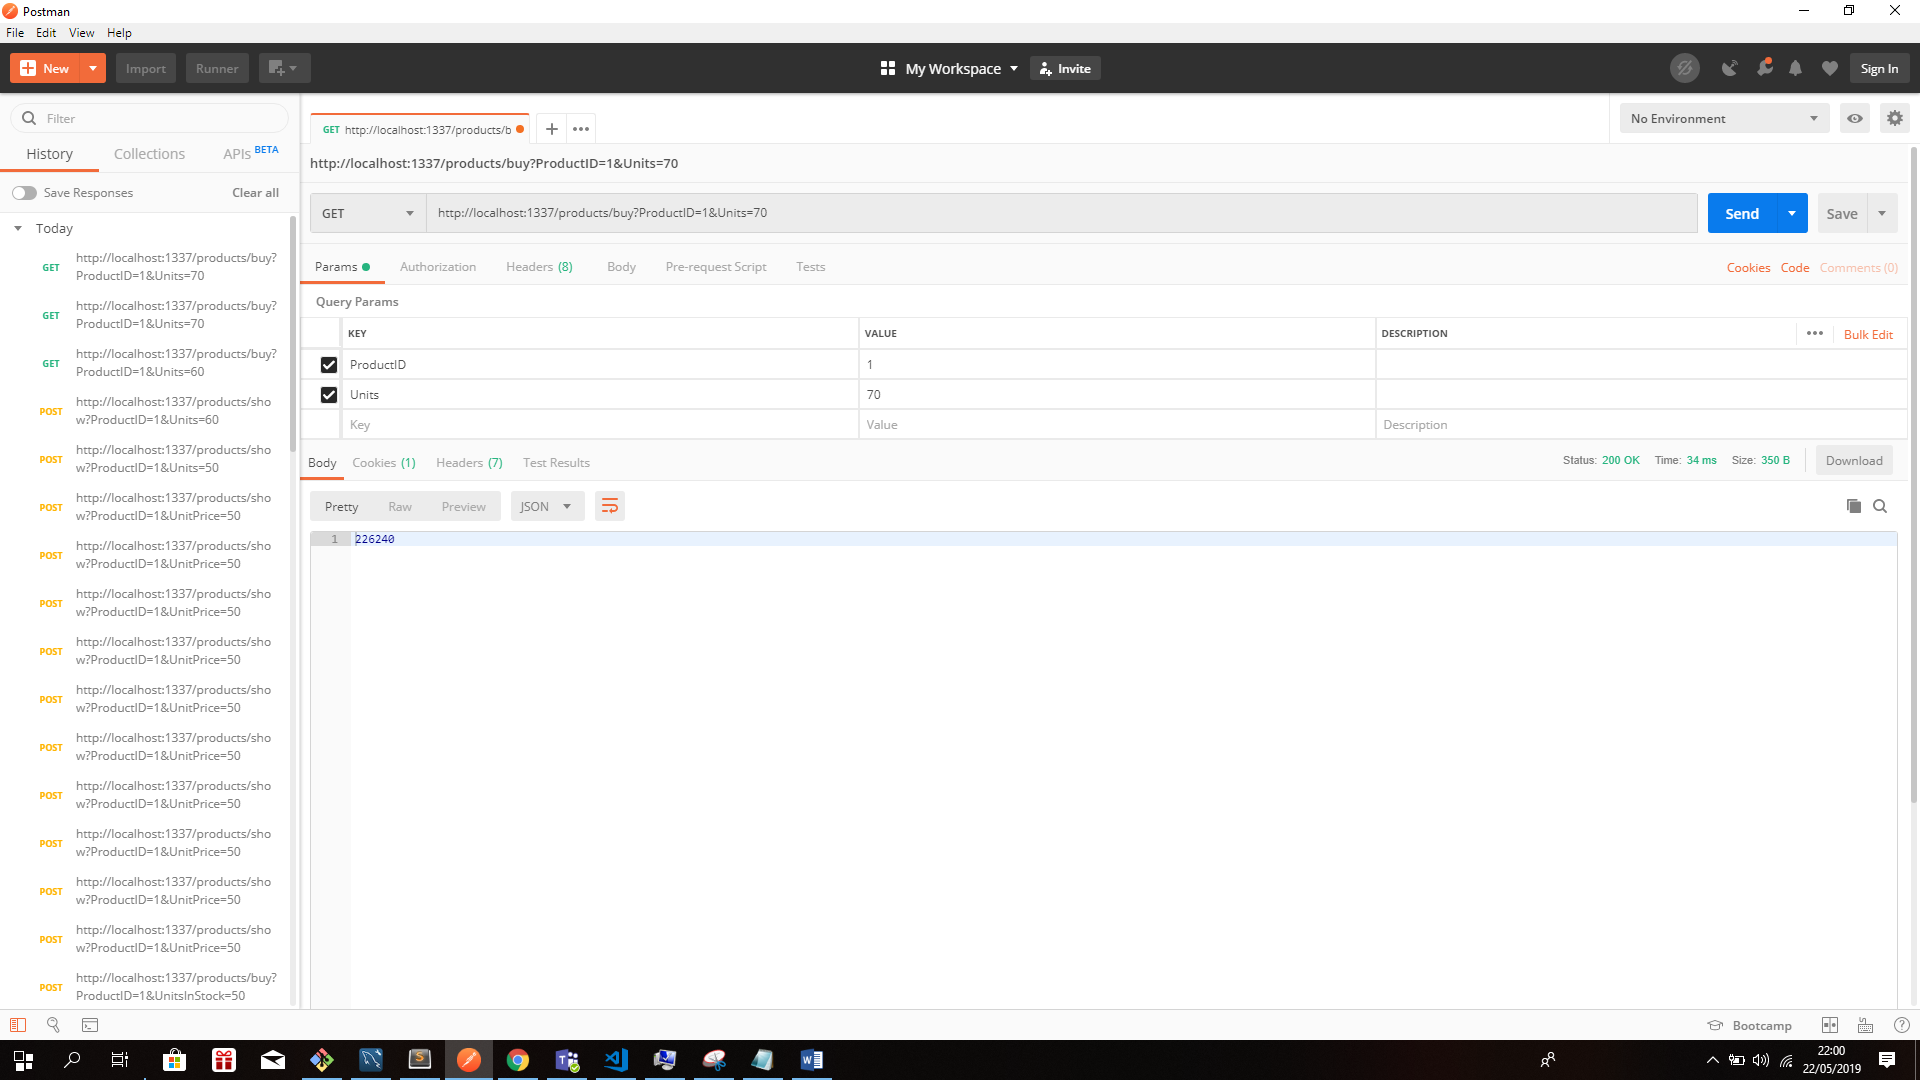 Postman
File Edit View Help
New Import Runner My Workspace Invite Sign In
Filter
History Collections APIs BETA
Save Responses Clear all
Today
GET http://localhost:1337/products/buy?
ProductID=1&Units=70
GET http://localhost:1337/products/buy?
ProductID=1&Units=70
GET http://localhost:1337/products/buy?
ProductID=1&Units=60
POST http://localhost:1337/products/sho
w?ProductID=1&Units=60
POST http://localhost:1337/products/sho
w?ProductID=1&Units=50
POST http://localhost:1337/products/sho
w?ProductID=1&UnitPrice=50
POST http://localhost:1337/products/sho
w?ProductID=1&UnitPrice=50
POST http://localhost:1337/products/sho
w?ProductID=1&UnitPrice=50
POST http://localhost:1337/products/sho
w?ProductID=1&UnitPrice=50
POST http://localhost:1337/products/sho
w?ProductID=1&UnitPrice=50
POST http://localhost:1337/products/sho
w?ProductID=1&UnitPrice=50
POST http://localhost:1337/products/sho
w?ProductID=1&UnitPrice=50
POST http://localhost:1337/products/sho
w?ProductID=1&UnitPrice=50
POST http://localhost:1337/products/sho
w?ProductID=1&UnitPrice=50
POST http://localhost:1337/products/sho
w?ProductID=1&UnitPrice=50
POST http://localhost:1337/products/buy?
ProductID=1&UnitsInStock=50
GET http://localhost:1337/products/b
No Environment
http://localhost:1337/products/buy?ProductID=1&Units=70
GET http://localhost:1337/products/buy?ProductID=1&Units=70 Send Save
Params Authorization Headers (8) Body Pre-request Script Tests Cookies Code Comments (0)
Query Params
KEY VALUE DESCRIPTION Bulk Edit
ProductID 1
Units 70
Key Value Description
Body Cookies (1) Headers (7) Test Results Status: 200 OK Time: 34 ms Size: 350 B Download
Pretty Raw Preview JSON
1 226240
Bootcamp
22:00
22/05/2019